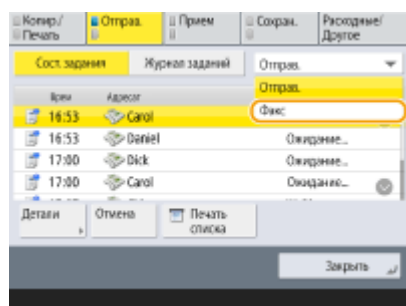 Копир./
Печать
Отправ.
Прием
Сохран.
Расходные/
Другое
Сост. задания
Журнал заданий
Отправ.
Отправ.
Факс
Врем
Адресат
16:53 Carol
16:53 Daniel Ожидание...
17:00 Dick Ожидание...
17:00 Carol Ожидание...
Детали
Отмена
Печать
списка
Закрыть